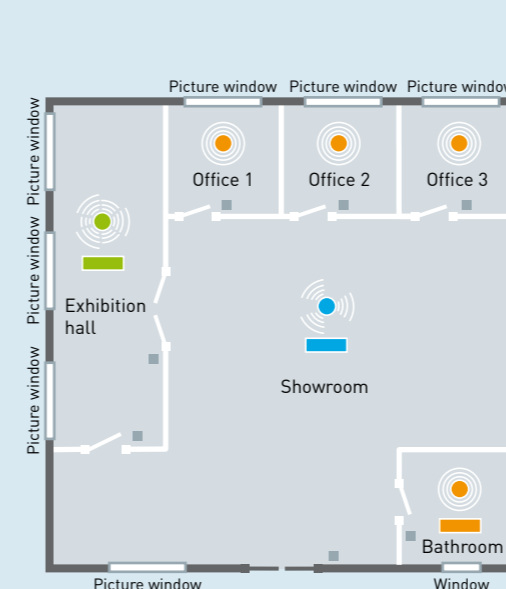 Picture window
Picture window
Picture windo
Picture window
Office 1
Office 2
Office 3
Picture window
Exhibition
hall
Picture window
Showroom
Bathroom
Picture window
Window